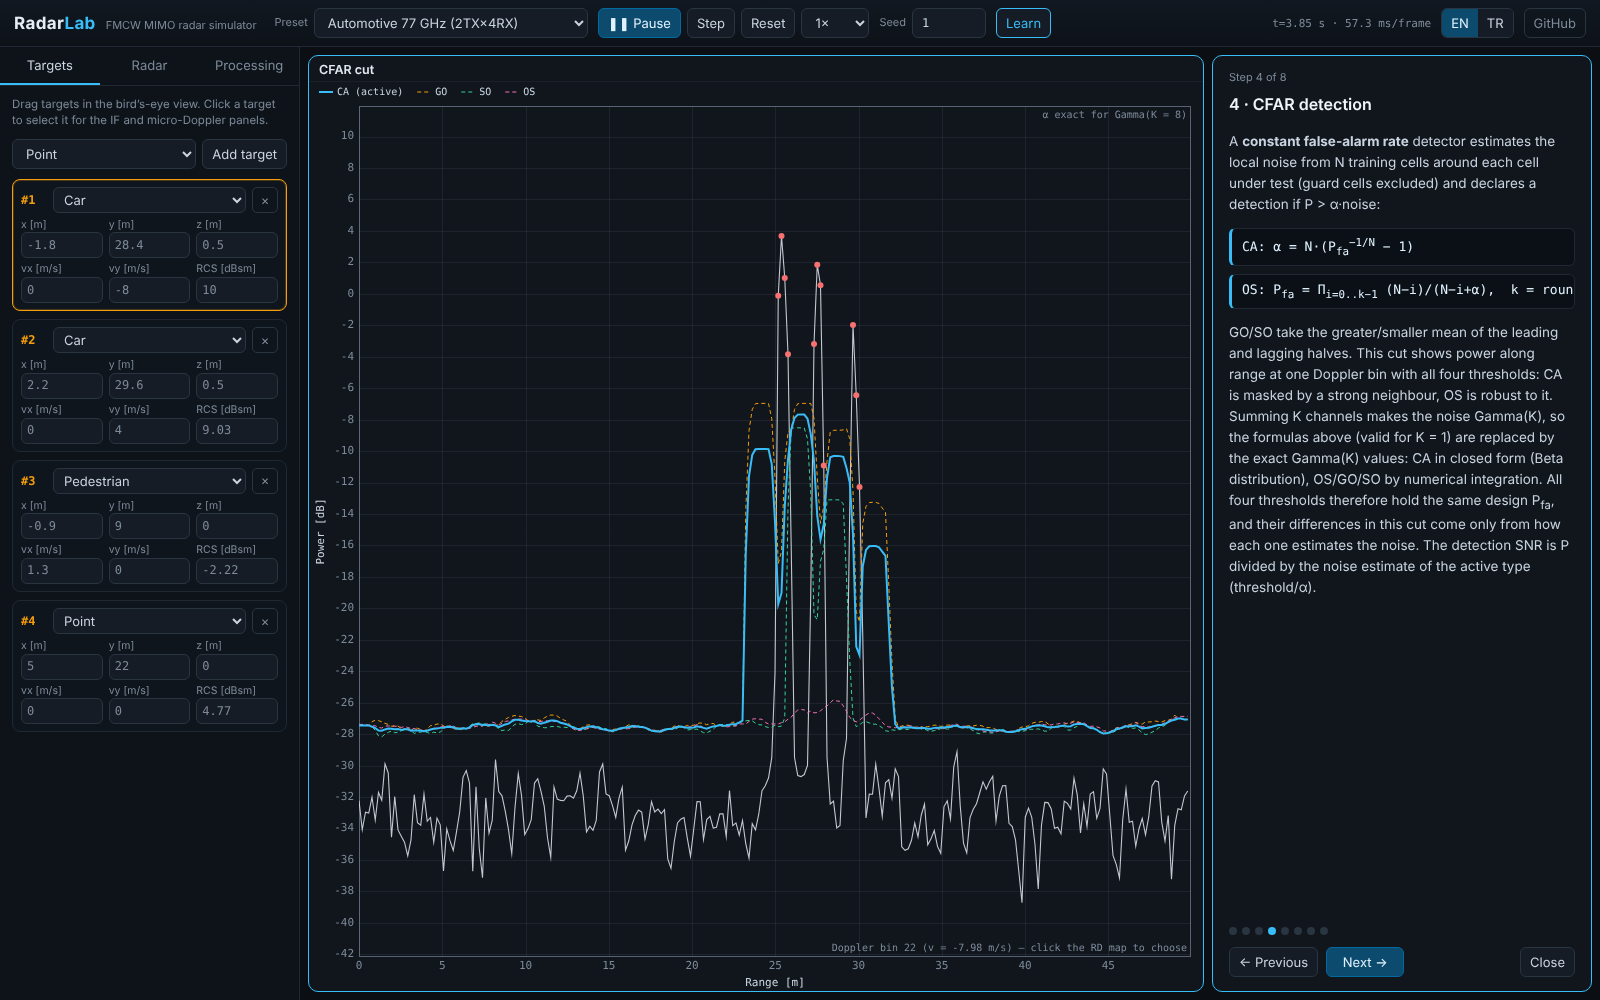 RadarLab FMCW MIMO radar simulator Preset Automotive 77 GHz (2TX×4RX) ❚❚ Pause Step Reset 1× Seed 1 Learn t=3.85 s · 57.3 ms/frame EN TR GitHub
Targets Radar Processing
Drag targets in the bird's-eye view. Click a target
to select it for the IF and micro-Doppler panels.
Point Add target
#1 Car ×
x [m] y [m] z [m]
-1.8 28.4 0.5
vx [m/s] vy [m/s] RCS [dBsm]
0 -8 10
#2 Car ×
x [m] y [m] z [m]
2.2 29.6 0.5
vx [m/s] vy [m/s] RCS [dBsm]
0 4 9.03
#3 Pedestrian ×
x [m] y [m] z [m]
-0.9 9 0
vx [m/s] vy [m/s] RCS [dBsm]
1.3 0 -2.22
#4 Point ×
x [m] y [m] z [m]
5 22 0
vx [m/s] vy [m/s] RCS [dBsm]
0 0 4.77
CFAR cut
CA (active) GO SO OS
α exact for Gamma(K = 8)
10
8
6
4
2
0
-2
-4
-6
-8
-10
-12
-14
-16
-18
-20
-22
-24
-26
-28
-30
-32
-34
-36
-38
-40
-42
Power [dB]
Doppler bin 22 (v = -7.98 m/s) — click the RD map to choose
0 5 10 15 20 25 30 35 40 45
Range [m]
Step 4 of 8
4 · CFAR detection
A constant false-alarm rate detector estimates the
local noise from N training cells around each cell
under test (guard cells excluded) and declares a
detection if P > α·noise:
CA: α = N·(Pfa−1/N − 1)
OS: Pfa = Πi=0..k−1 (N−i)/(N−i+α), k = roun
GO/SO take the greater/smaller mean of the leading
and lagging halves. This cut shows power along
range at one Doppler bin with all four thresholds: CA
is masked by a strong neighbour, OS is robust to it.
Summing K channels makes the noise Gamma(K), so
the formulas above (valid for K = 1) are replaced by
the exact Gamma(K) values: CA in closed form (Beta
distribution), OS/GO/SO by numerical integration. All
four thresholds therefore hold the same design Pfa,
and their differences in this cut come only from how
each one estimates the noise. The detection SNR is P
divided by the noise estimate of the active type
(threshold/α).
← Previous Next → Close